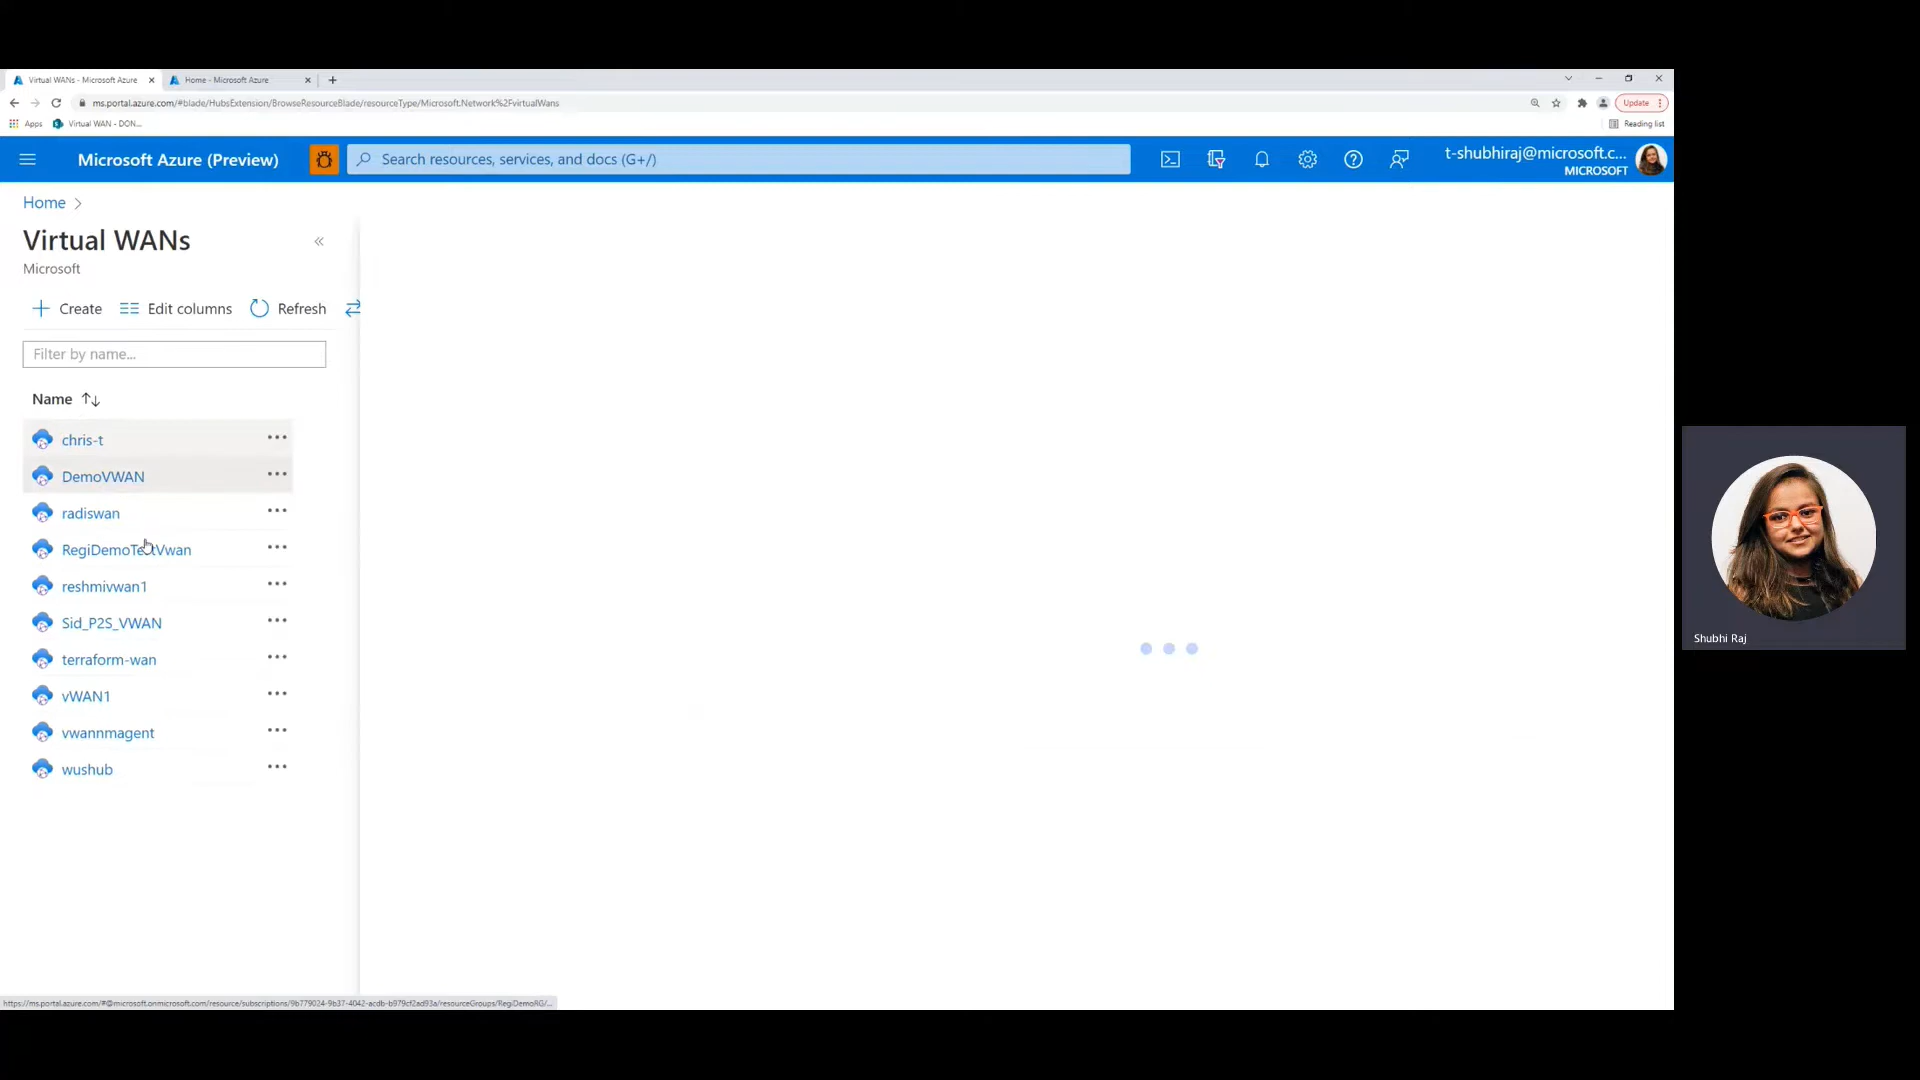 Virtual WANs - Microsoft Azure
Home - Microsoft Azure
ms.portal.azure.com/#blade/HubsExtension/BrowseResourceBlade/resourceType/Microsoft.Network%2FvirtualWans
Update
Apps
Virtual WAN - DON...
Reading list
Microsoft Azure (Preview)
Search resources, services, and docs (G+/)
t-shubhiraj@microsoft.c...
MICROSOFT
Home
Virtual WANs
Microsoft
Create
Edit columns
Refresh
Filter by name...
Name
chris-t
DemoVWAN
radiswan
RegiDemoTestVwan
reshmivwan1
Sid_P2S_VWAN
terraform-wan
vWAN1
vwannmagent
wushub
Shubhi Raj
https://ms.portal.azure.com/#@microsoft.onmicrosoft.com/resource/subscriptions/9b779024-9b37-4042-acdb-b979cf2ad93a/resourceGroups/RegiDemoRG/...